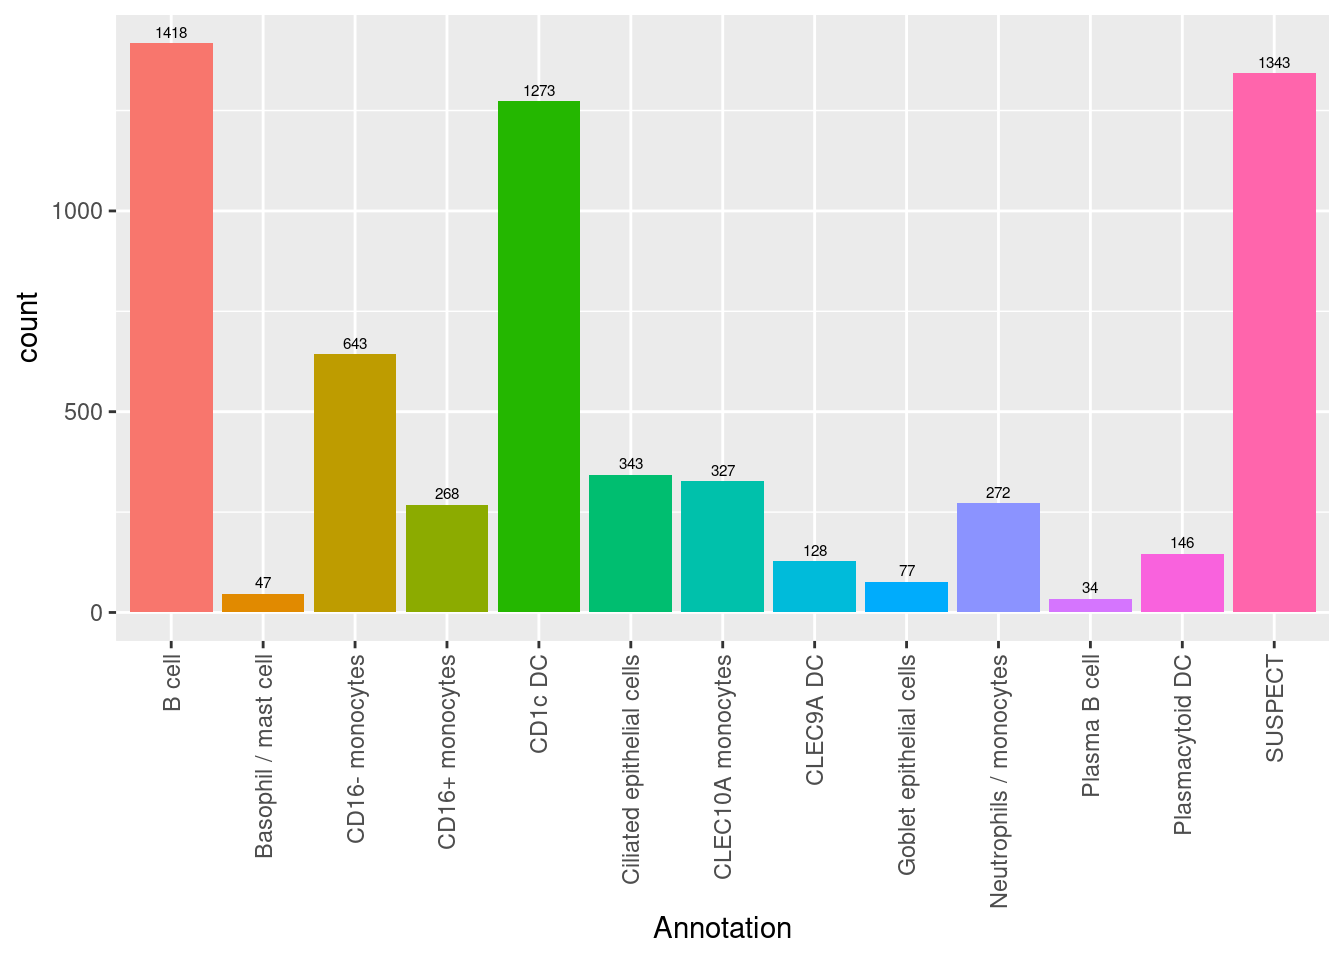 1418
1343
1273
643
343
327
268
272
128
146
77
47
34
1000
500
0
count
B cell
Basophil / mast cell
CD16- monocytes
CD16+ monocytes
CD1c DC
Ciliated epithelial cells
CLEC10A monocytes
CLEC9A DC
Goblet epithelial cells
Neutrophils / monocytes
Plasma B cell
Plasmacytoid DC
SUSPECT
Annotation